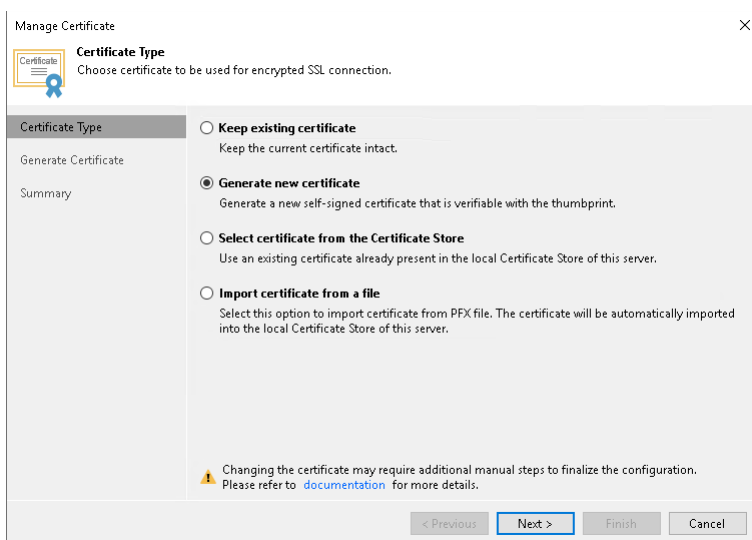 Manage Certificate
Certificate
Certificate Type
Choose certificate to be used for encrypted SSL connection.
Certificate Type
Generate Certificate
Summary
Keep existing certificate
Keep the current certificate intact.
Generate new certificate
Generate a new self-signed certificate that is verifiable with the thumbprint.
Select certificate from the Certificate Store
Use an existing certificate already present in the local Certificate Store of this server.
Import certificate from a file
Select this option to import certificate from PFX file. The certificate will be automatically imported
into the local Certificate Store of this server.
Changing the certificate may require additional manual steps to finalize the configuration.
Please refer to documentation for more details.
< Previous
Next >
Finish
Cancel